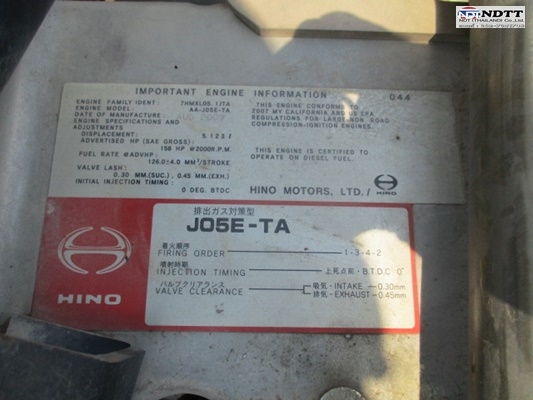 NDTT
NDTT (THAILAND) CO.,LTD.
IMPORTANT ENGINE INFORMATION
044
ENGINE FAMILY IDENT: 7HMXL05.1JTA
ENGINE MODEL: AA-J05E-TA
DATE OF MANUFACTURE: 2007
ENGINE SPECIFICATIONS AND
ADJUSTMENTS
DISPLACEMENT: 5.123 ℓ
ADVERTISED HP (SAE GROSS):
158 HP @2000R.P.M.
FUEL RATE @ADVHP:
126.0±4.0 MM³/STROKE
VALVE LASH:
0.30 MM.(SUC.), 0.45 MM.(EXH.)
INITIAL INJECTION TIMING:
0 DEG. BTDC
THIS ENGINE CONFORMS TO
2007 MY CALIFORNIA AND US EPA
REGULATIONS FOR LARGE NON ROAD
COMPRESSION-IGNITION ENGINES.
THIS ENGINE IS CERTIFIED TO
OPERATE ON DIESEL FUEL.
HINO MOTORS, LTD.
HINO
排出ガス対策型
J05E-TA
着火順序
FIRING ORDER 1-3-4-2
噴射時期
INJECTION TIMING 上死点前・B.T.D.C 0°
バルブクリアランス
VALVE CLEARANCE
吸気・INTAKE 0.30mm
排気・EXHAUST 0.45mm
HINO